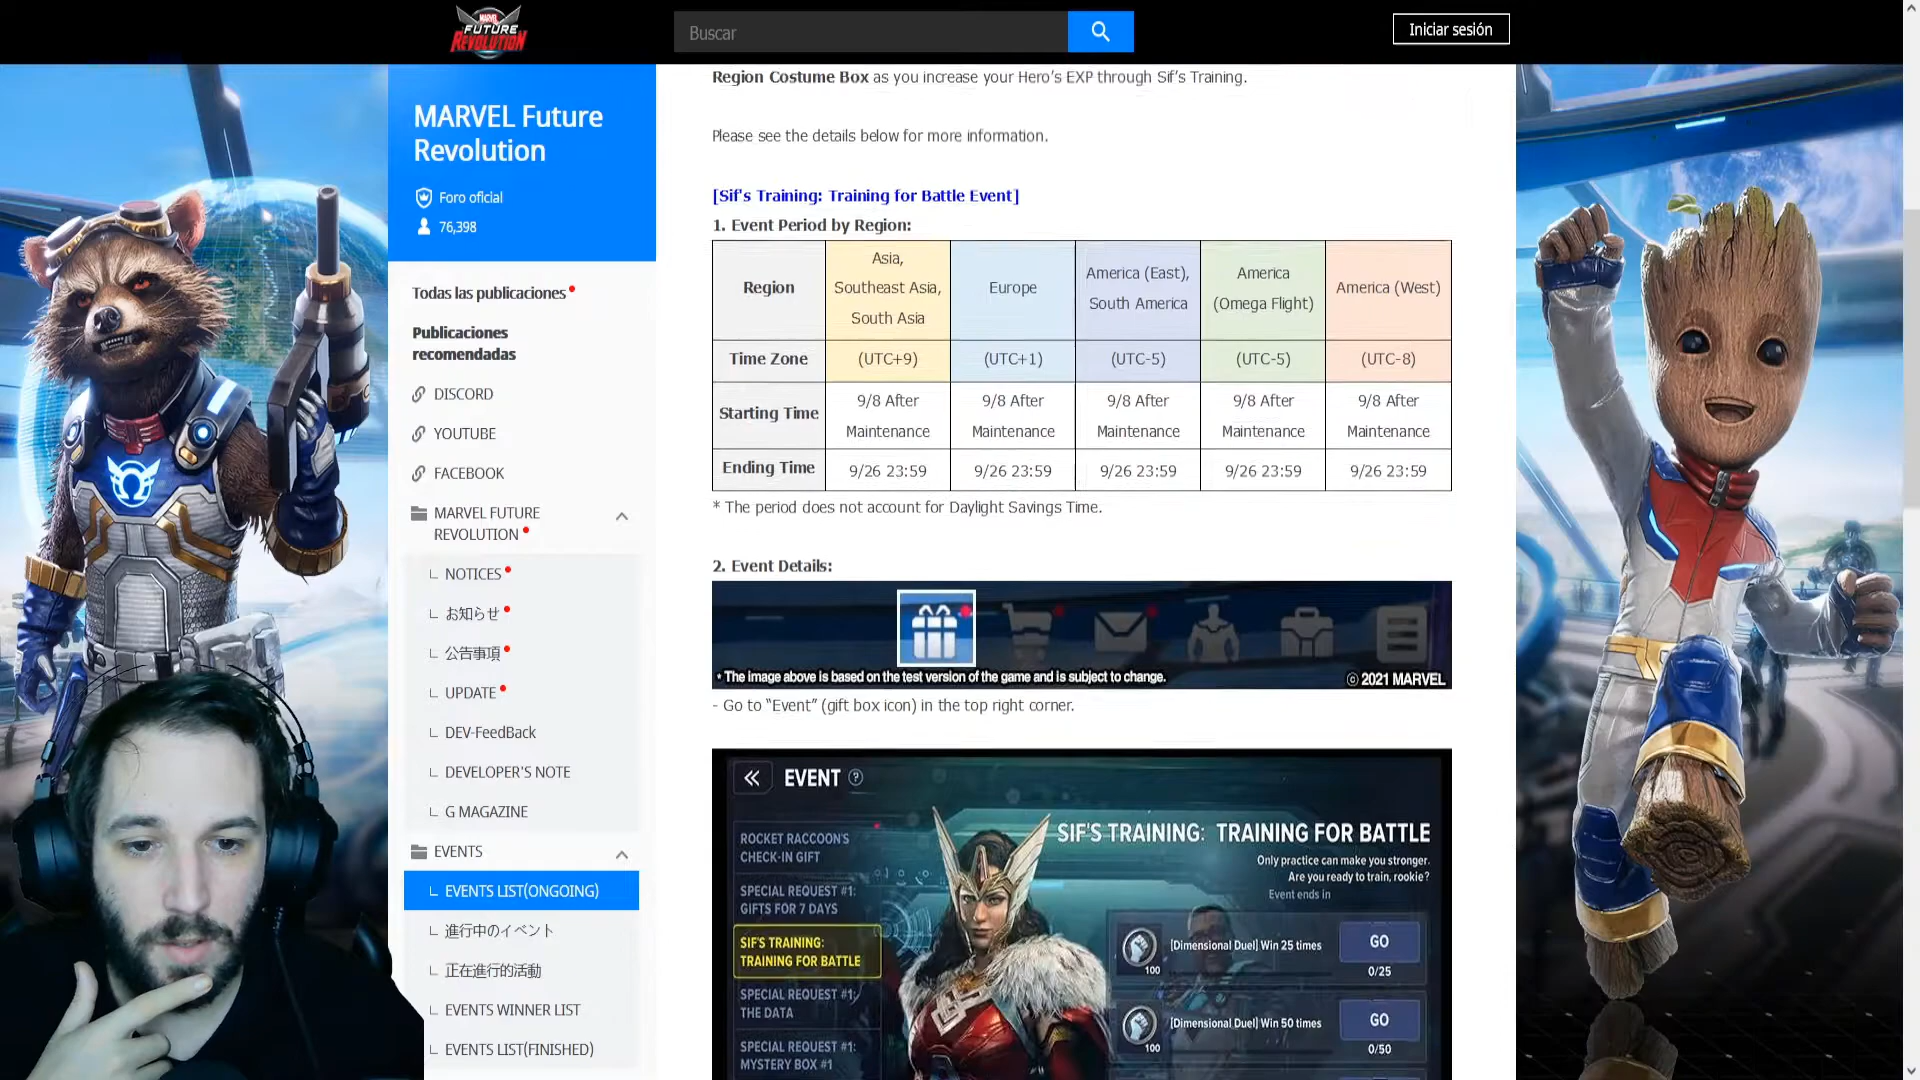 MARVEL
FUTURE
REVOLUTION
Buscar
Iniciar sesión
MARVEL Future
Revolution
Foro oficial
76,398
Todas las publicaciones
Publicaciones
recomendadas
DISCORD
YOUTUBE
FACEBOOK
MARVEL FUTURE
REVOLUTION
NOTICES
お知らせ
公告事項
UPDATE
DEV-FeedBack
DEVELOPER'S NOTE
G MAGAZINE
EVENTS
EVENTS LIST(ONGOING)
進行中のイベント
正在進行的活動
EVENTS WINNER LIST
EVENTS LIST(FINISHED)
Region Costume Box as you increase your Hero's EXP through Sif's Training.
Please see the details below for more information.
[Sif's Training: Training for Battle Event]
1. Event Period by Region:
Region
Asia,
Southeast Asia,
South Asia
Europe
America (East),
South America
America
(Omega Flight)
America (West)
Time Zone (UTC+9) (UTC+1) (UTC-5) (UTC-5) (UTC-8)
Starting Time
9/8 After
Maintenance
9/8 After
Maintenance
9/8 After
Maintenance
9/8 After
Maintenance
9/8 After
Maintenance
Ending Time 9/26 23:59 9/26 23:59 9/26 23:59 9/26 23:59 9/26 23:59
* The period does not account for Daylight Savings Time.
2. Event Details:
* The image above is based on the test version of the game and is subject to change.
© 2021 MARVEL
- Go to “Event” (gift box icon) in the top right corner.
EVENT ?
ROCKET RACCOON'S
CHECK-IN GIFT
SPECIAL REQUEST #1:
GIFTS FOR 7 DAYS
SIF'S TRAINING:
TRAINING FOR BATTLE
SPECIAL REQUEST #1:
THE DATA
SPECIAL REQUEST #1:
MYSTERY BOX #1
SIF'S TRAINING: TRAINING FOR BATTLE
Only practice can make you stronger.
Are you ready to train, rookie?
Event ends in
100
[Dimensional Duel] Win 25 times
GO
0/25
100
[Dimensional Duel] Win 50 times
GO
0/50